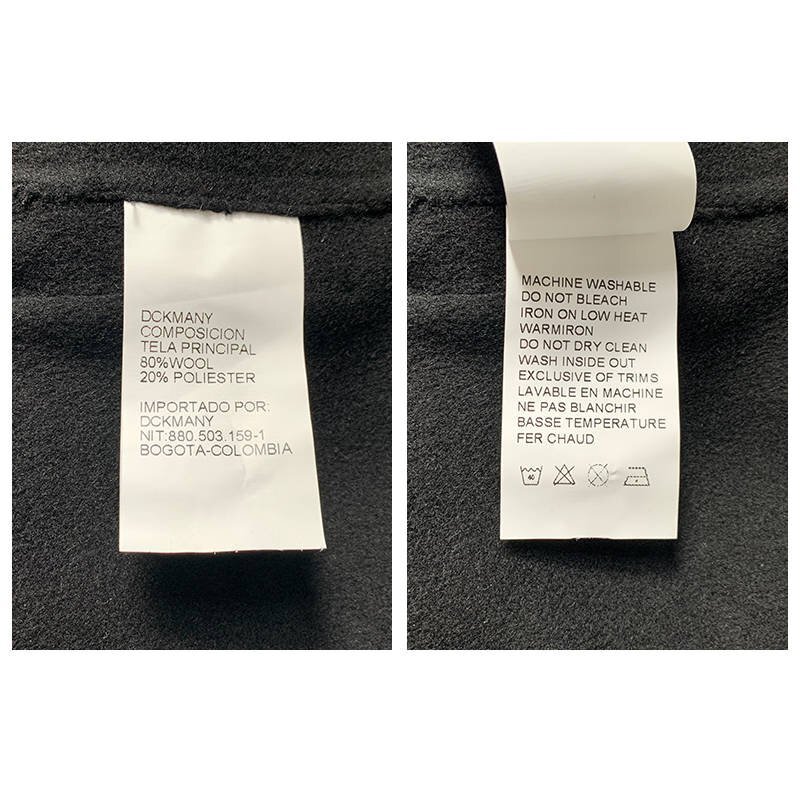 DCKMANY
COMPOSICION
TELA PRINCIPAL
80%WOOL
20% POLIESTER
IMPORTADO POR:
DCKMANY
NIT:880.503.159-1
BOGOTA-COLOMBIA
MACHINE WASHABLE
DO NOT BLEACH
IRON ON LOW HEAT
WARMIRON
DO NOT DRY CLEAN
WASH INSIDE OUT
EXCLUSIVE OF TRIMS
LAVABLE EN MACHINE
NE PAS BLANCHIR
BASSE TEMPERATURE
FER CHAUD
40